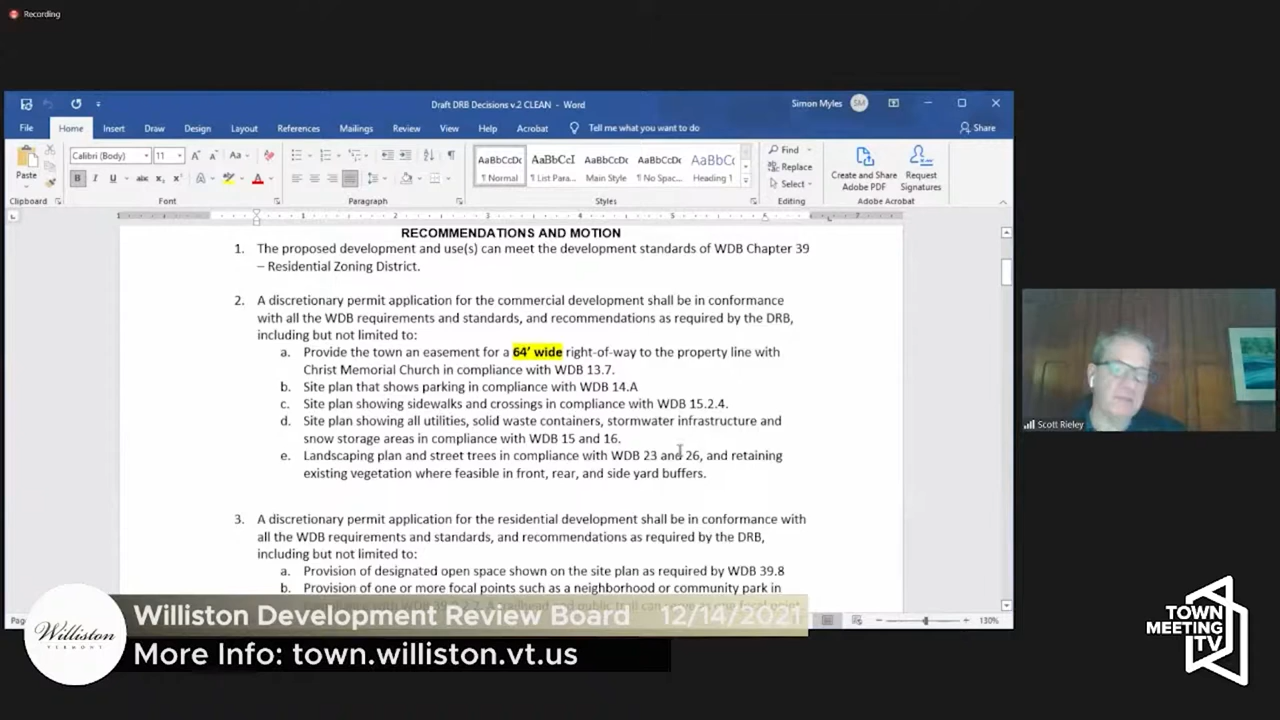 Recording
Draft DRB Decisions v.2 CLEAN - Word
Simon Myles SM
File Home Insert Draw Design Layout References Mailings Review View Help Acrobat Tell me what you want to do Share
Paste
Calibri (Body) 11
B I U abc x₂ x² A
AaBbCcDc AaBbCcI AaBbCcDc AaBbCcDc AaBbCc
¶ Normal ¶ List Para... Main Style ¶ No Spac... Heading 1
Find
Replace
Select
Create and Share Adobe PDF
Request Signatures
Clipboard Font Paragraph Styles Editing Adobe Acrobat
1 1 2 3 4 5 7
RECOMMENDATIONS AND MOTION
1. The proposed development and use(s) can meet the development standards of WDB Chapter 39
– Residential Zoning District.
2. A discretionary permit application for the commercial development shall be in conformance
with all the WDB requirements and standards, and recommendations as required by the DRB,
including but not limited to:
a. Provide the town an easement for a 64' wide right-of-way to the property line with
Christ Memorial Church in compliance with WDB 13.7.
b. Site plan that shows parking in compliance with WDB 14.A
c. Site plan showing sidewalks and crossings in compliance with WDB 15.2.4.
d. Site plan showing all utilities, solid waste containers, stormwater infrastructure and
snow storage areas in compliance with WDB 15 and 16.
e. Landscaping plan and street trees in compliance with WDB 23 and 26, and retaining
existing vegetation where feasible in front, rear, and side yard buffers.
3. A discretionary permit application for the residential development shall be in conformance with
all the WDB requirements and standards, and recommendations as required by the DRB,
including but not limited to:
a. Provision of designated open space shown on the site plan as required by WDB 39.8
b. Provision of one or more focal points such as a neighborhood or community park in
130%
Scott Rieley
Williston
VERMONT
Williston Development Review Board 12/14/2021
More Info: town.williston.vt.us
TOWN
MEETING
TV